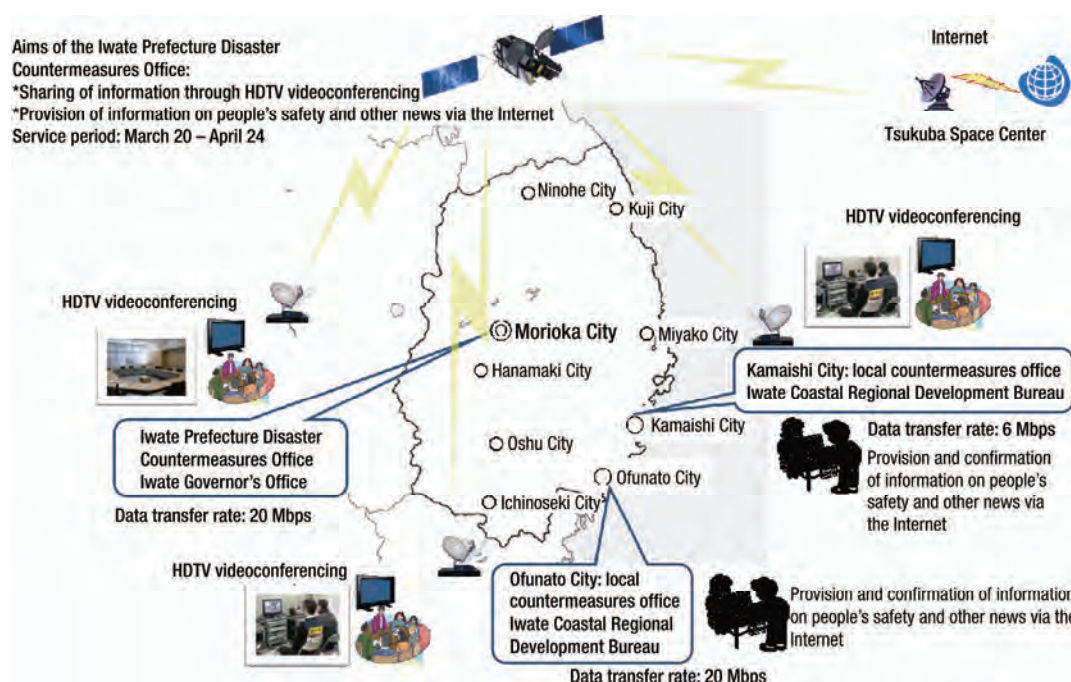 Aims of the Iwate Prefecture Disaster
Countermeasures Office:
*Sharing of information through HDTV videoconferencing
*Provision of information on people's safety and other news via the Internet
Service period: March 20 – April 24
Internet
Tsukuba Space Center
Ninohe City
Kuji City
HDTV videoconferencing
HDTV videoconferencing
Morioka City
Miyako City
Hanamaki City
Kamaishi City: local countermeasures office
Iwate Coastal Regional Development Bureau
Kamaishi City
Data transfer rate: 6 Mbps
Provision and confirmation
of information on people's
safety and other news via
the Internet
Iwate Prefecture Disaster
Countermeasures Office
Iwate Governor's Office
Data transfer rate: 20 Mbps
Oshu City
Ofunato City
Ichinoseki City
HDTV videoconferencing
Ofunato City: local
countermeasures office
Iwate Coastal Regional
Development Bureau
Data transfer rate: 20 Mbps
Provision and confirmation of information
on people's safety and other news via the
Internet